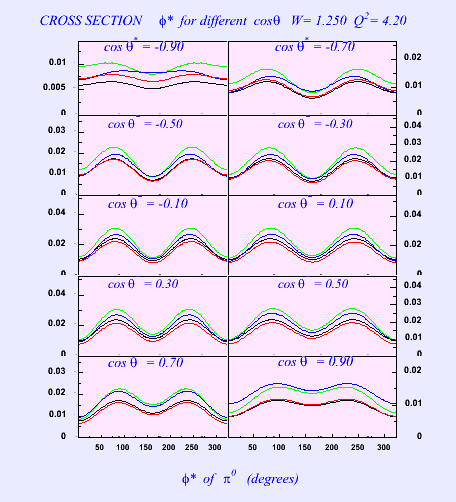 CROSS SECTION ϕ* for different cosθ W= 1.250 Q²= 4.20
cos θ* = -0.90 cos θ* = -0.70
0.01 0.02
0.005 0.01
0 0
cos θ* = -0.50 cos θ* = -0.30
0.03 0.04
0.02 0.03
0.02
0.01 0.01
0 0
cos θ* = -0.10 cos θ* = 0.10
0.04 0.04
0.02 0.02
0 0
cos θ* = 0.30 cos θ* = 0.50
0.04 0.04
0.03
0.02 0.02
0.01
0 0
cos θ* = 0.70 cos θ* = 0.90
0.03 0.02
0.02
0.01 0.01
0 0
50 100 150 200 250 300 50 100 150 200 250 300
ϕ* of π⁰ (degrees)